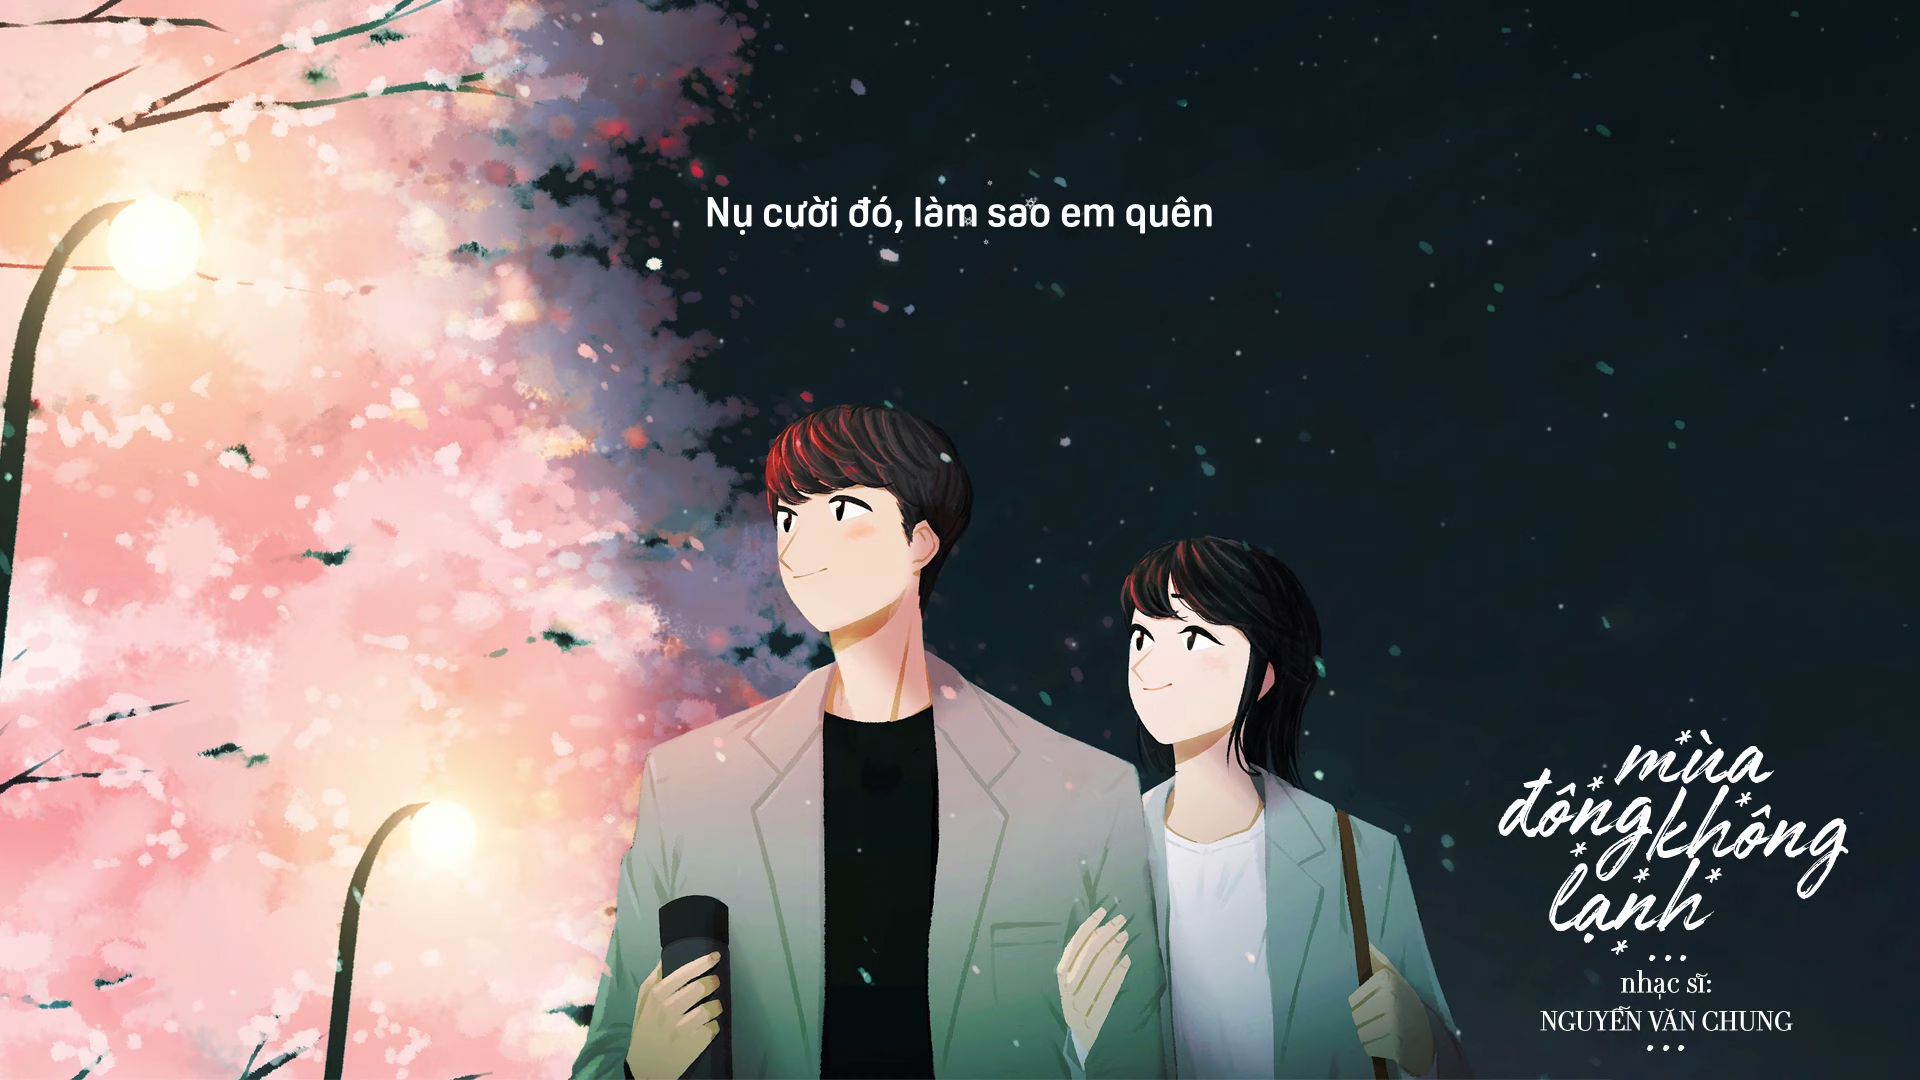 Nụ cười đó, làm sao em quên
mùa
đông không
lạnh
...
nhạc sĩ:
NGUYỄN VĂN CHUNG
...